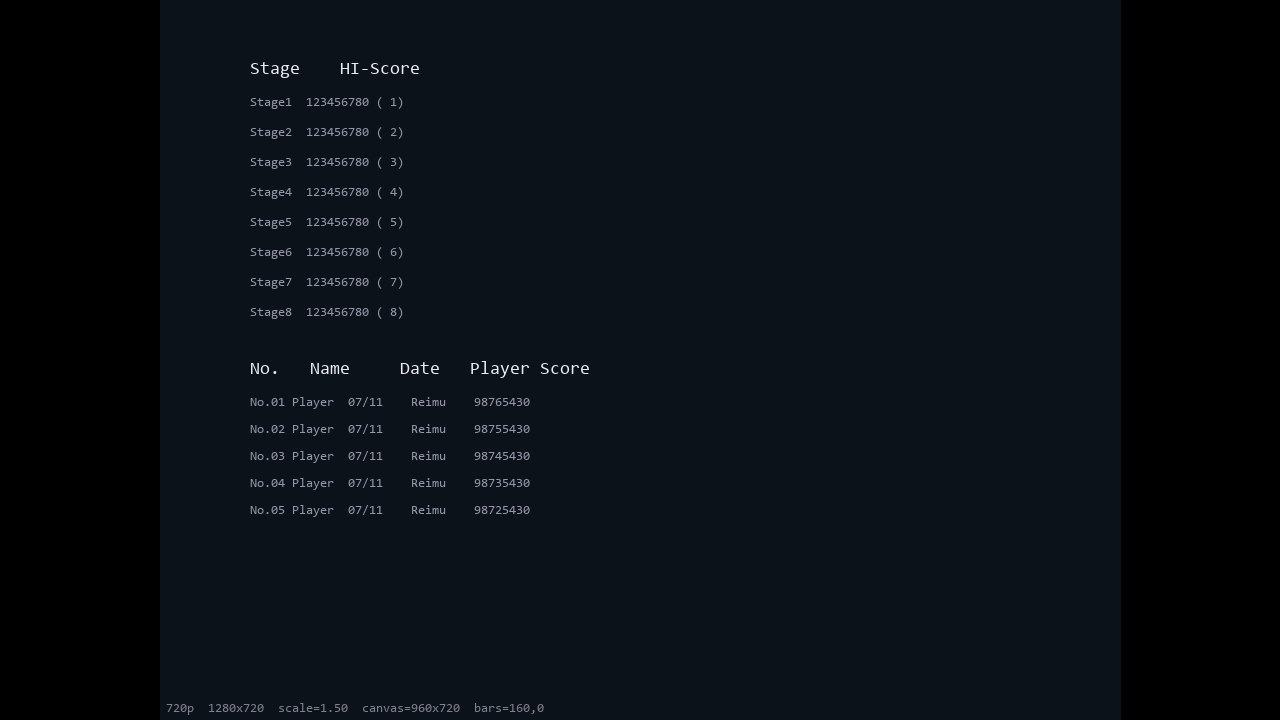 Stage    HI-Score
Stage1  123456780 ( 1)
Stage2  123456780 ( 2)
Stage3  123456780 ( 3)
Stage4  123456780 ( 4)
Stage5  123456780 ( 5)
Stage6  123456780 ( 6)
Stage7  123456780 ( 7)
Stage8  123456780 ( 8)
No.   Name     Date   Player Score
No.01 Player  07/11    Reimu    98765430
No.02 Player  07/11    Reimu    98755430
No.03 Player  07/11    Reimu    98745430
No.04 Player  07/11    Reimu    98735430
No.05 Player  07/11    Reimu    98725430
720p  1280x720  scale=1.50  canvas=960x720  bars=160,0